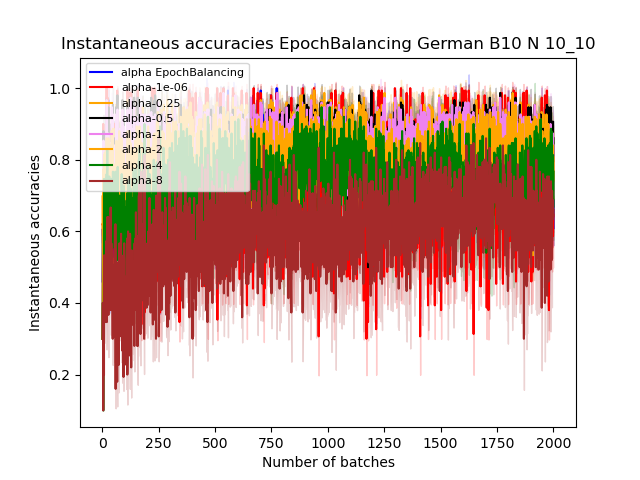 Instantaneous accuracies EpochBalancing German B10 N 10_10
alpha EpochBalancing
alpha-1e-06
alpha-0.25
alpha-0.5
alpha-1
alpha-2
alpha-4
alpha-8
Instantaneous accuracies
1.0
0.8
0.6
0.4
0.2
0 250 500 750 1000 1250 1500 1750 2000
Number of batches